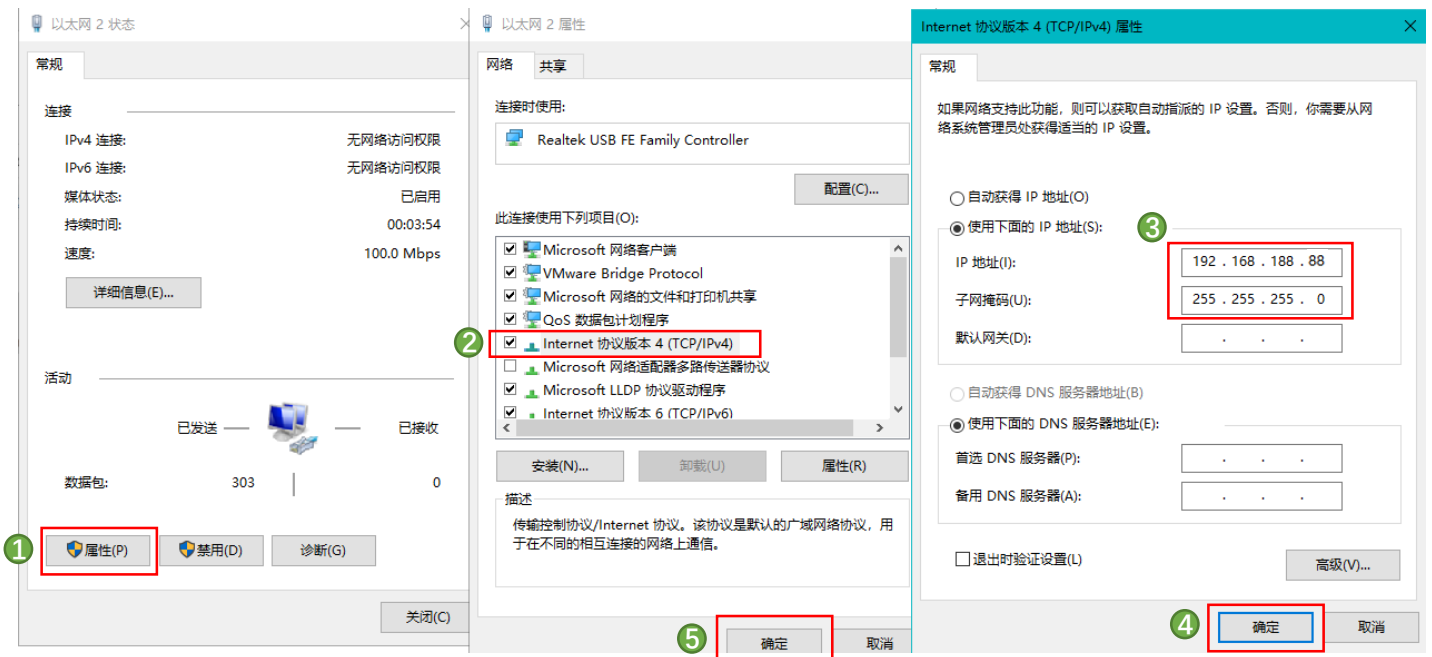 以太网 2 状态
常规
连接
IPv4 连接: 无网络访问权限
IPv6 连接: 无网络访问权限
媒体状态: 已启用
持续时间: 00:03:54
速度: 100.0 Mbps
详细信息(E)...
活动
已发送 已接收
数据包: 303 0
1
属性(P) 禁用(D) 诊断(G)
关闭(C)
以太网 2 属性
网络 共享
连接时使用:
Realtek USB FE Family Controller
配置(C)...
此连接使用下列项目(O):
Microsoft 网络客户端
VMware Bridge Protocol
Microsoft 网络的文件和打印机共享
QoS 数据包计划程序
2
Internet 协议版本 4 (TCP/IPv4)
Microsoft 网络适配器多路传送器协议
Microsoft LLDP 协议驱动程序
Internet 协议版本 6 (TCP/IPv6)
安装(N)... 卸载(U) 属性(R)
描述
传输控制协议/Internet 协议。该协议是默认的广域网络协议，用
于在不同的相互连接的网络上通信。
5
确定 取消
Internet 协议版本 4 (TCP/IPv4) 属性
常规
如果网络支持此功能，则可以获取自动指派的 IP 设置。否则，你需要从网
络系统管理员处获得适当的 IP 设置。
自动获得 IP 地址(O)
使用下面的 IP 地址(S):
3
IP 地址(I): 192 . 168 . 188 . 88
子网掩码(U): 255 . 255 . 255 . 0
默认网关(D): . . .
自动获得 DNS 服务器地址(B)
使用下面的 DNS 服务器地址(E):
首选 DNS 服务器(P): . . .
备用 DNS 服务器(A): . . .
退出时验证设置(L)
高级(V)...
4
确定 取消